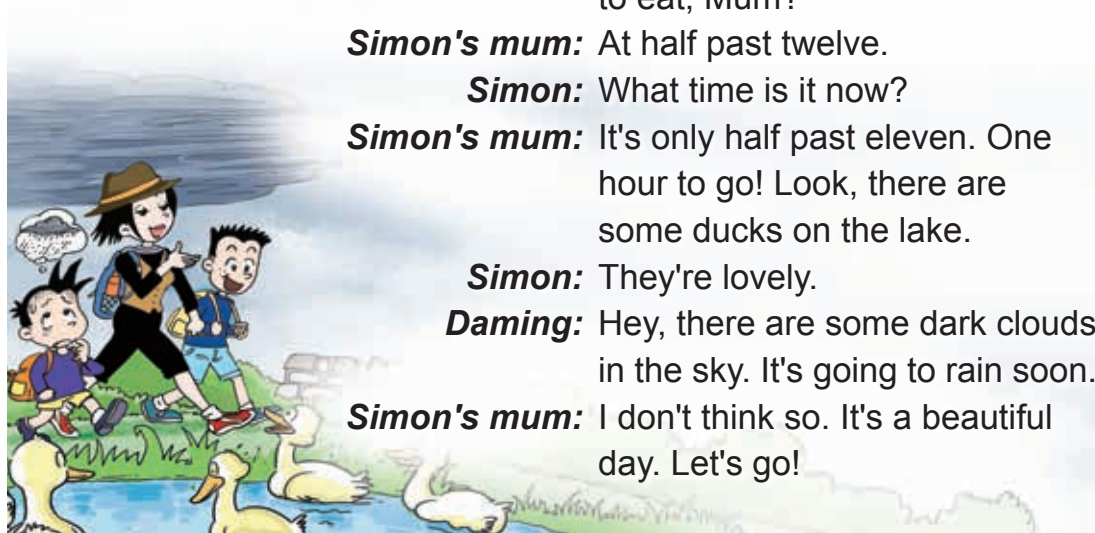 to eat, Mum?
Simon's mum: At half past twelve.
Simon: What time is it now?
Simon's mum: It's only half past eleven. One
hour to go! Look, there are
some ducks on the lake.
Simon: They're lovely.
Daming: Hey, there are some dark clouds
in the sky. It's going to rain soon.
Simon's mum: I don't think so. It's a beautiful
day. Let's go!